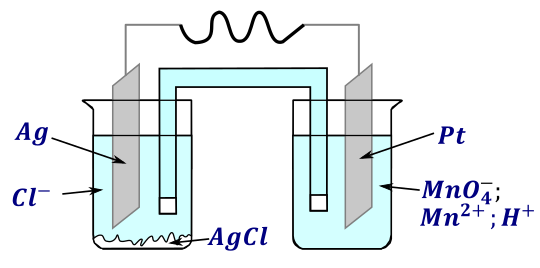 Ag
Cl⁻
AgCl
Pt
MnO₄⁻;
Mn²⁺; H⁺